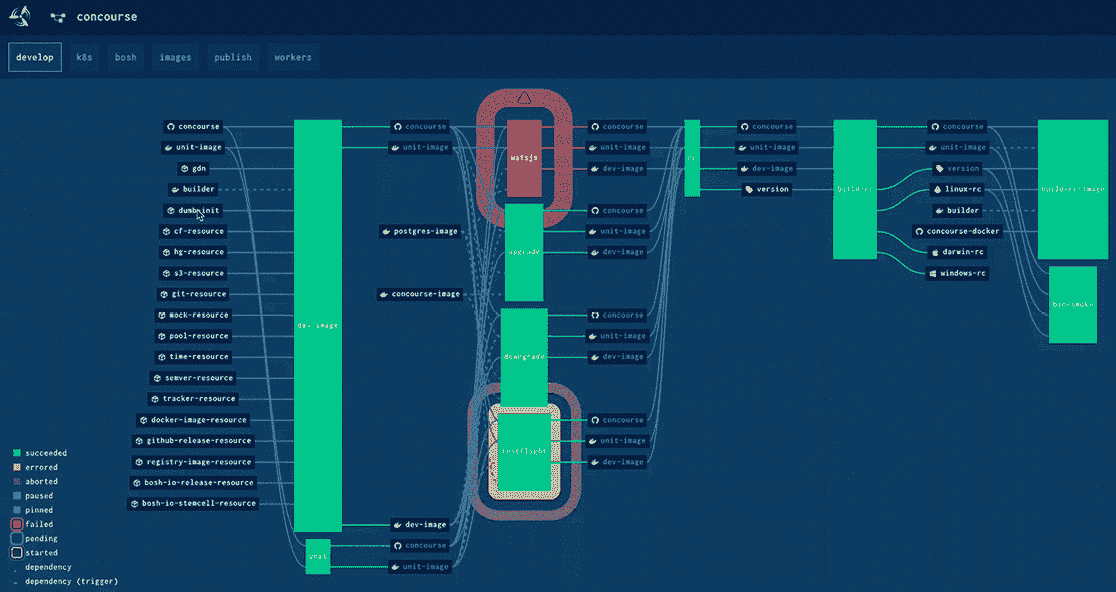 concourse
develop
k8s
bosh
images
publish
workers
concourse
unit-image
gdn
builder
dumb-init
cf-resource
hg-resource
s3-resource
git-resource
mock-resource
pool-resource
time-resource
semver-resource
tracker-resource
docker-image-resource
github-release-resource
registry-image-resource
bosh-io-release-resource
bosh-io-stemcell-resource
dev-image
unit
concourse
unit-image
postgres-image
concourse-image
dev-image
concourse
unit-image
watsjs
upgrade
downgrade
testflight
concourse
unit-image
dev-image
concourse
unit-image
dev-image
concourse
unit-image
dev-image
concourse
unit-image
dev-image
rc
concourse
unit-image
dev-image
version
build-rc
concourse
unit-image
version
linux-rc
builder
concourse-docker
darwin-rc
windows-rc
build-rc-image
bin-smoke
succeeded
errored
aborted
paused
pinned
failed
pending
started
dependency
dependency (trigger)